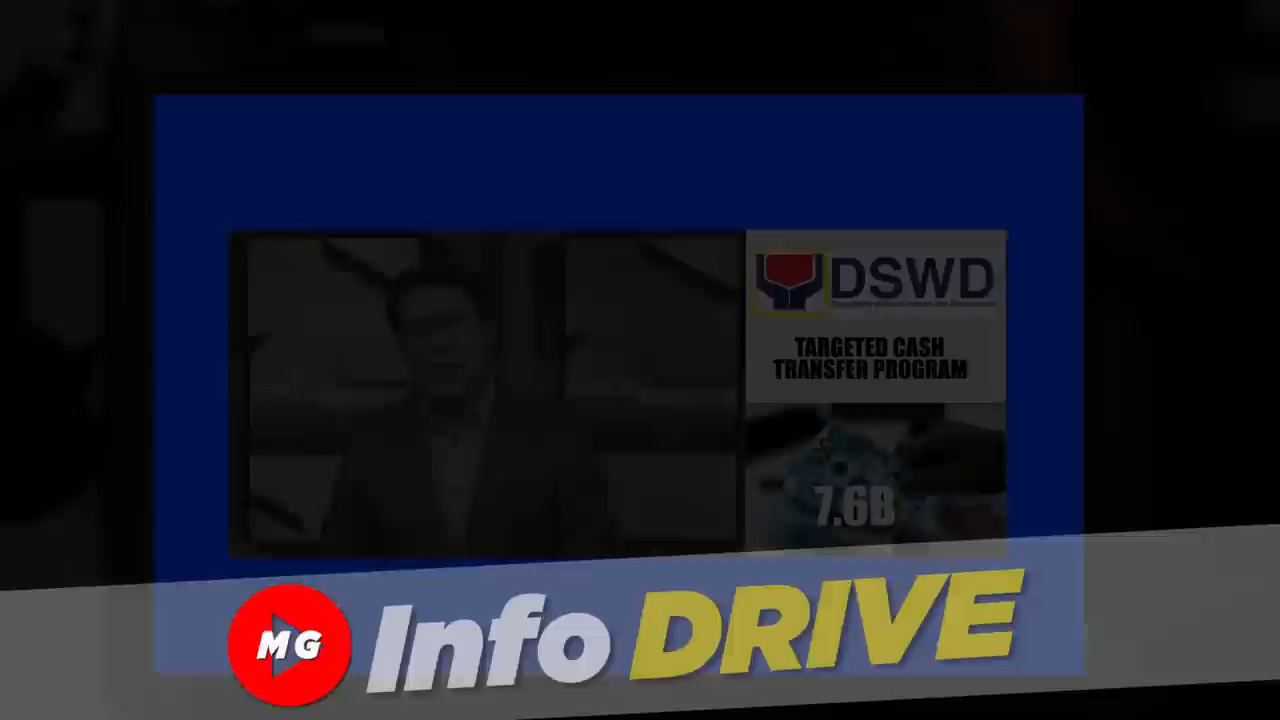 DSWD
TARGETED CASH
TRANSFER PROGRAM
7.6B
MG
Info DRIVE